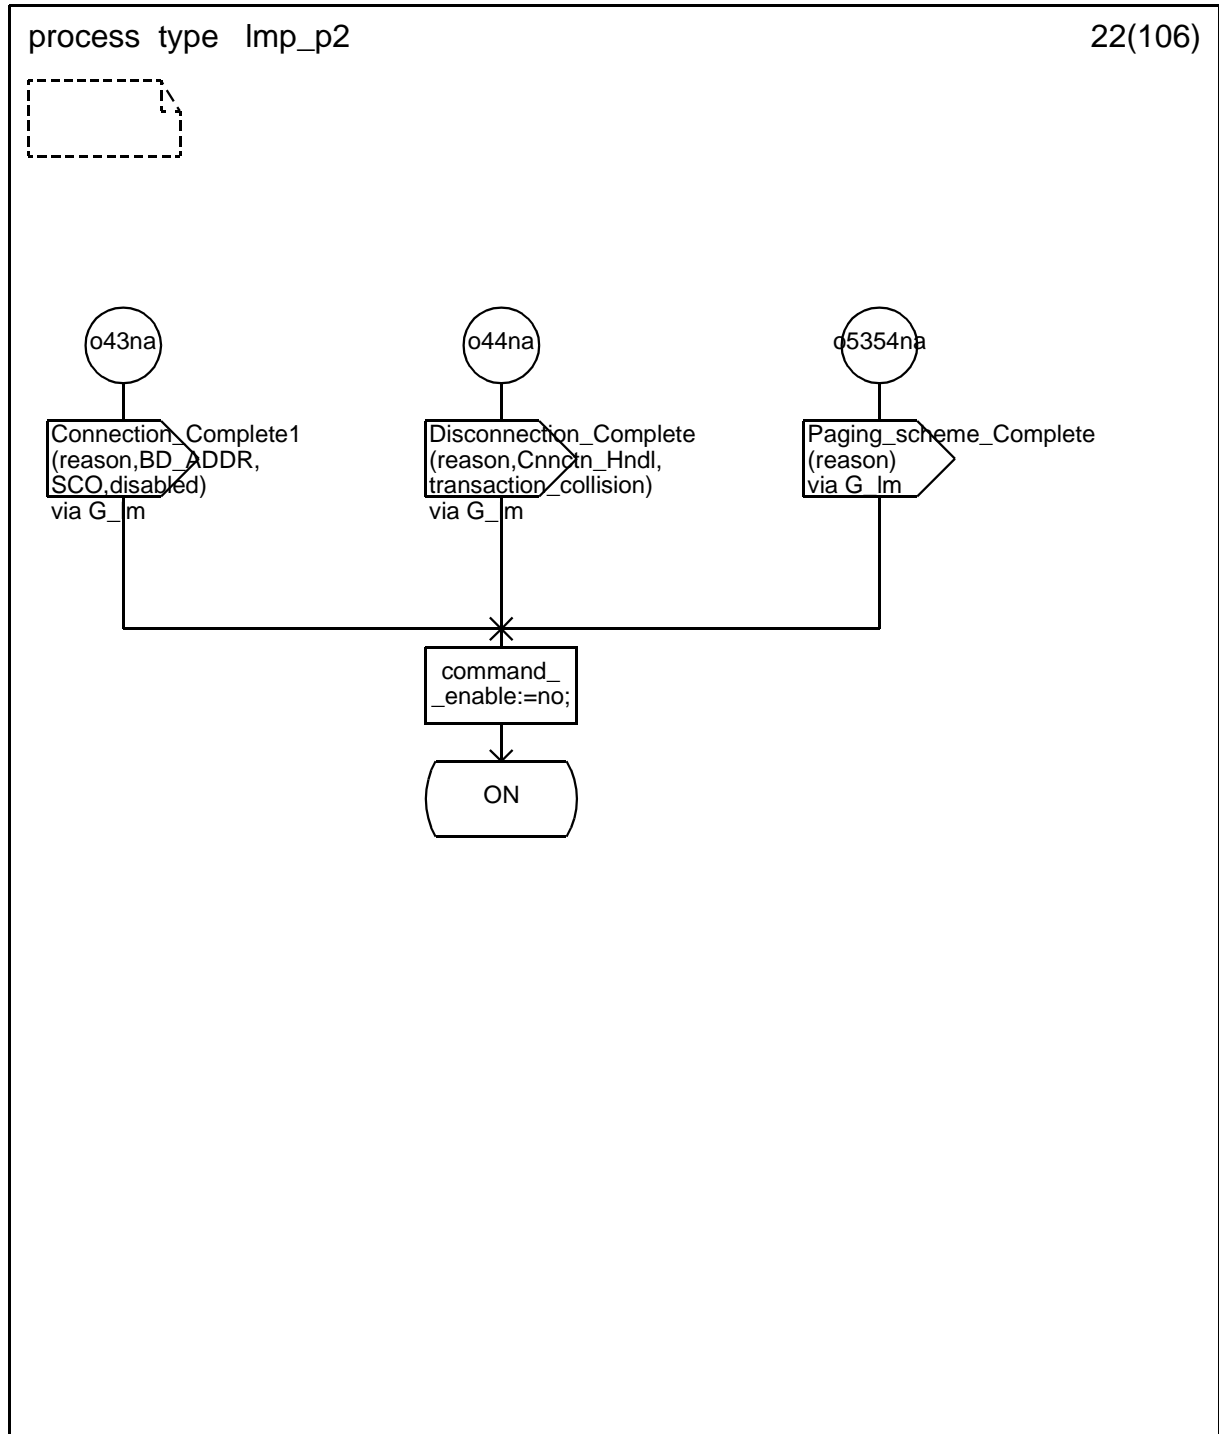 process type lmp_p2
22(106)
o43na
o44na
o5354na
Connection_Complete1
(reason,BD_ADDR,
SCO,disabled)
via G_lm
Disconnection_Complete
(reason,Cnnctn_Hndl,
transaction_collision)
via G_lm
Paging_scheme_Complete
(reason)
via G_lm
command_
_enable:=no;
ON